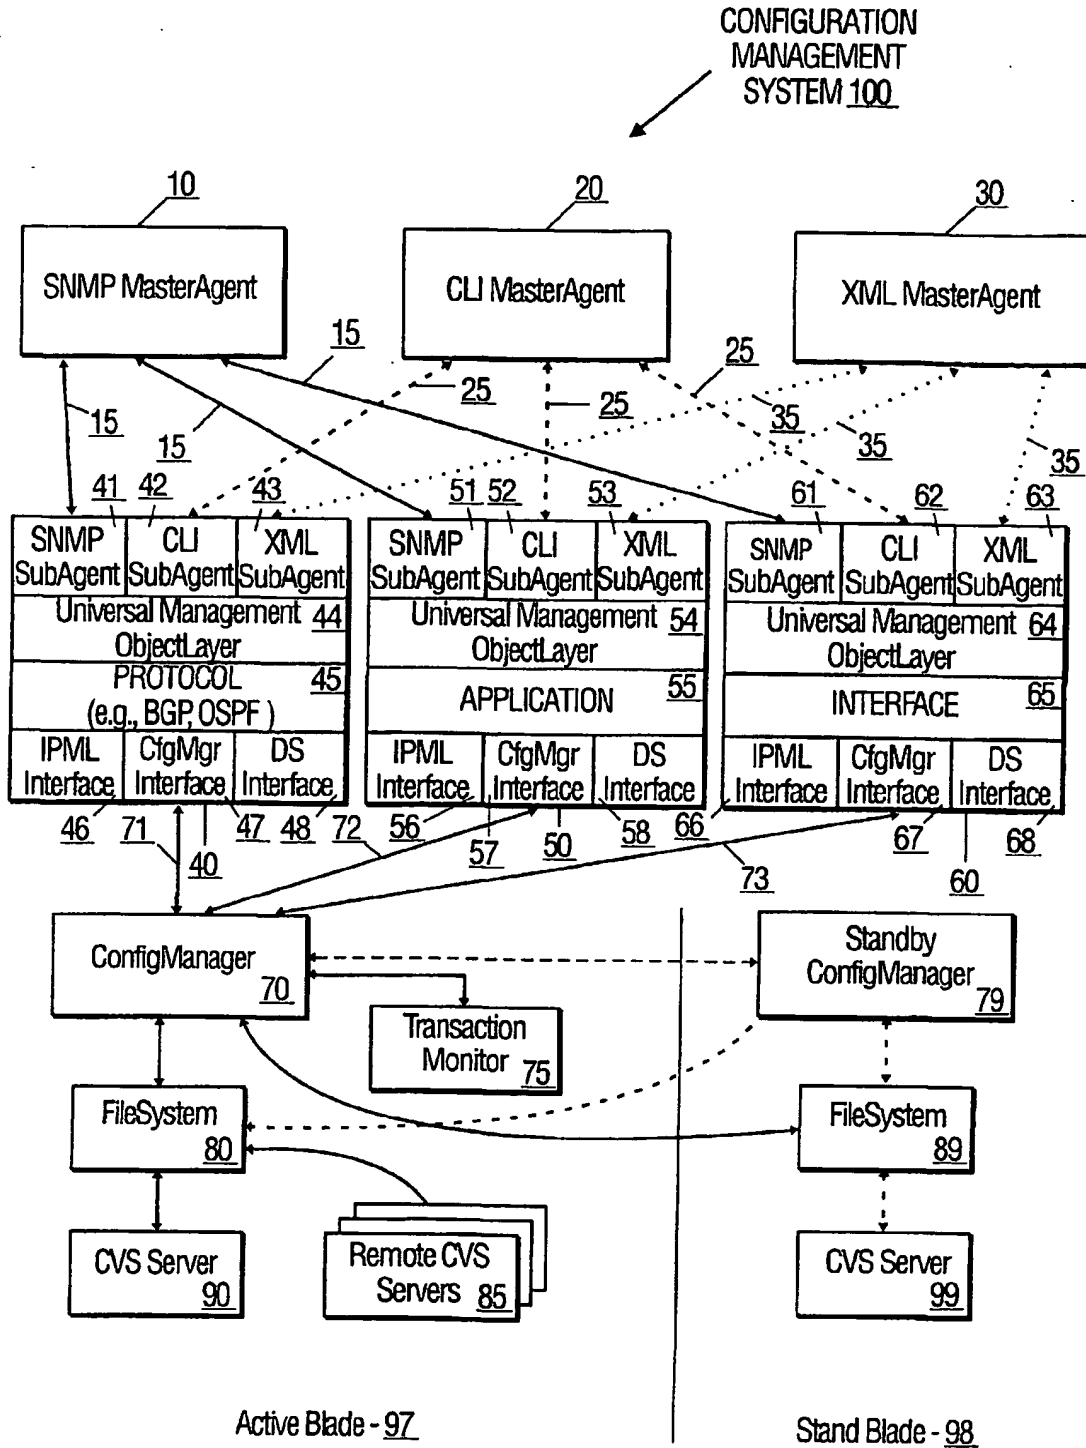 CONFIGURATION
MANAGEMENT
SYSTEM 100
10
20
30
SNMP MasterAgent
CLI MasterAgent
XML MasterAgent
15
25
15
25
25
15
35
35
35
41
42
43
51
52
53
61
62
63
SNMP
SubAgent
CLI
SubAgent
XML
SubAgent
Universal Management
ObjectLayer
44
PROTOCOL
(e.g., BGP, OSPF )
45
IPML
Interface
CfgMgr
Interface
DS
Interface
SNMP
SubAgent
CLI
SubAgent
XML
SubAgent
Universal Management
ObjectLayer
54
APPLICATION
55
IPML
Interface
CfgMgr
Interface
DS
Interface
SNMP
SubAgent
CLI
SubAgent
XML
SubAgent
Universal Management
ObjectLayer
64
INTERFACE
65
IPML
Interface
CfgMgr
Interface
DS
Interface
46
71
40
47
48
72
56
57
50
58
66
73
67
60
68
ConfigManager
70
Transaction
Monitor
75
FileSystem
80
CVS Server
90
Remote CVS
Servers
85
Standby
ConfigManager
79
FileSystem
89
CVS Server
99
Active Blade - 97
Stand Blade - 98